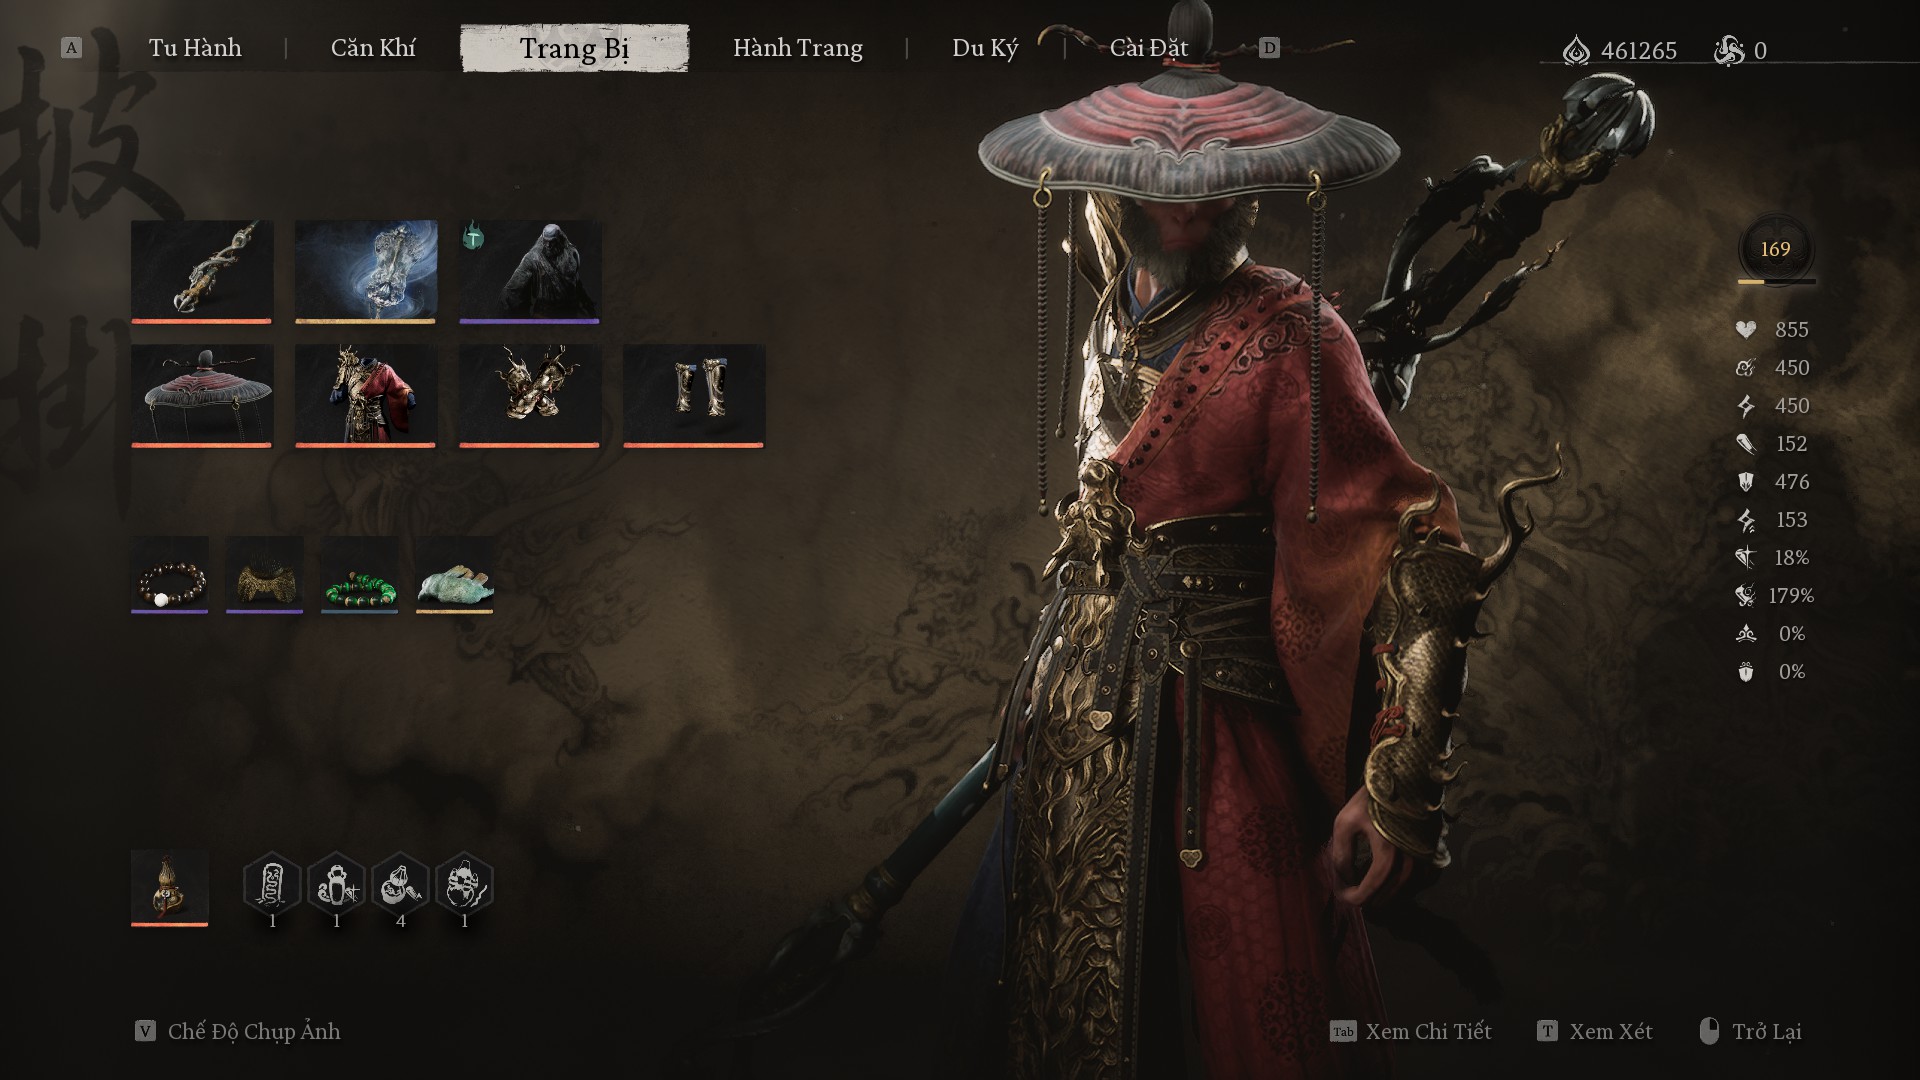 A Tu Hành | Căn Khí Trang Bị Hành Trang | Du Ký | Cài Đặt D 461265 0
披
掛
169
855
450
450
152
476
153
18%
179%
0%
0%
1 1 4 1
V Chế Độ Chụp Ảnh Tab Xem Chi Tiết T Xem Xét Trở Lại